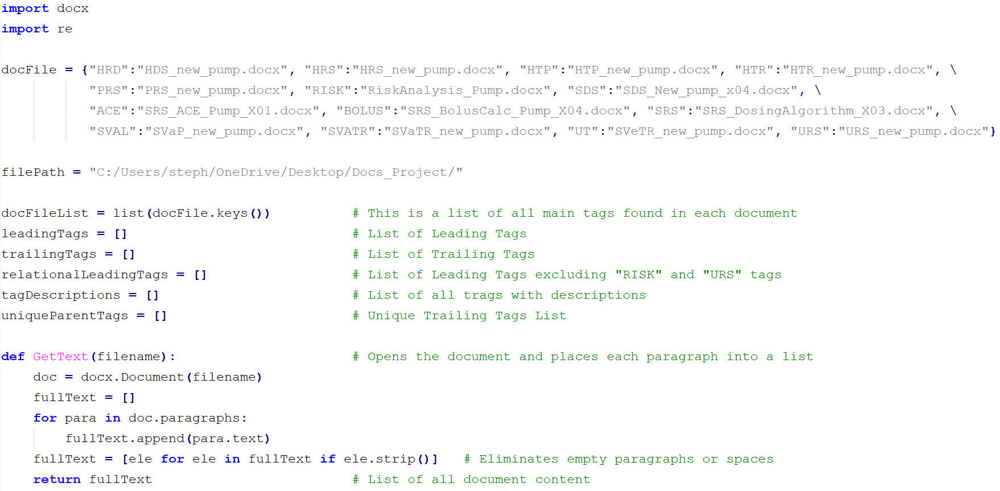 import docx
import re
docFile = {"HRD":"HDS_new_pump.docx", "HRS":"HRS_new_pump.docx", "HTP":"HTP_new_pump.docx", "HTR":"HTR_new_pump.docx", \
"PRS":"PRS_new_pump.docx", "RISK":"RiskAnalysis_Pump.docx", "SDS":"SDS_New_pump_x04.docx", \
"ACE":"SRS_ACE_Pump_X01.docx", "BOLUS":"SRS_BolusCalc_Pump_X04.docx", "SRS":"SRS_DosingAlgorithm_X03.docx", \
"SVAL":"SVaP_new_pump.docx", "SVATR":"SVaTR_new_pump.docx", "UT":"SVeTR_new_pump.docx", "URS":"URS_new_pump.docx"}
filePath = "C:/Users/steph/OneDrive/Desktop/Docs_Project/"
docFileList = list(docFile.keys()) # This is a list of all main tags found in each document
leadingTags = [] # List of Leading Tags
trailingTags = [] # List of Trailing Tags
relationalLeadingTags = [] # List of Leading Tags excluding "RISK" and "URS" tags
tagDescriptions = [] # List of all trags with descriptions
uniqueParentTags = [] # Unique Trailing Tags List
def GetText(filename): # Opens the document and places each paragraph into a list
doc = docx.Document(filename)
fullText = []
for para in doc.paragraphs:
fullText.append(para.text)
fullText = [ele for ele in fullText if ele.strip()] # Eliminates empty paragraphs or spaces
return fullText # List of all document content